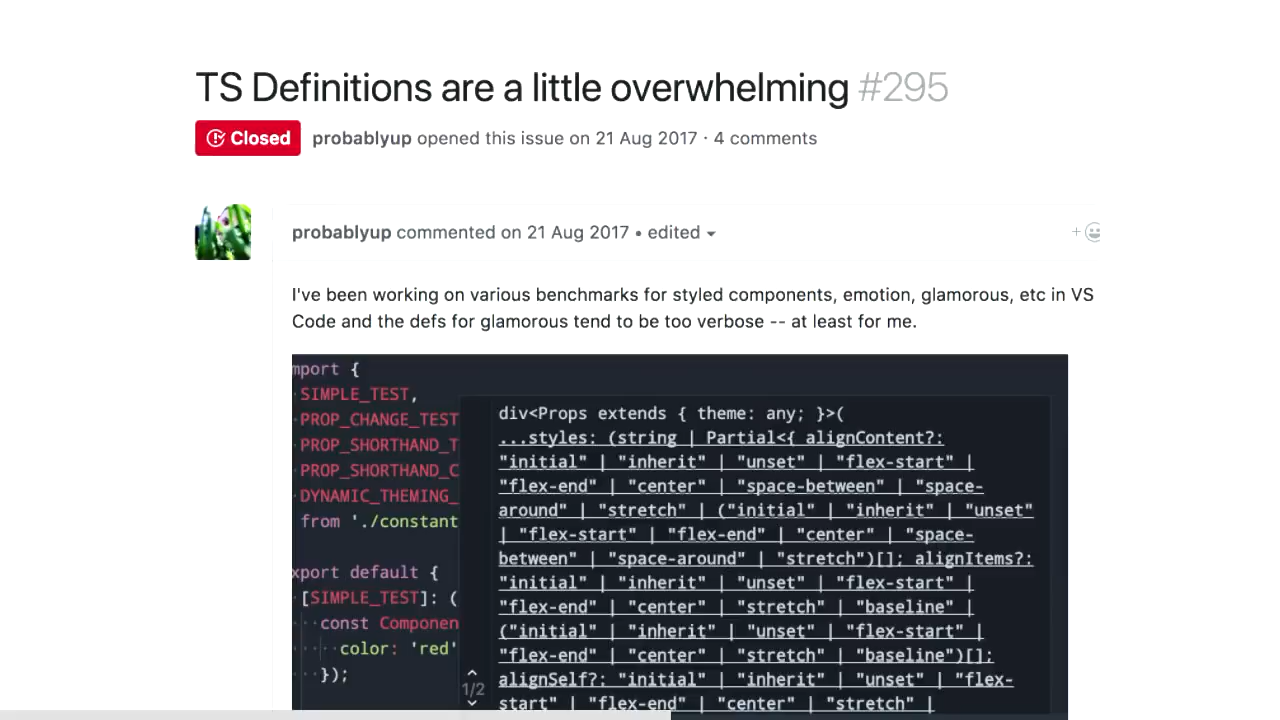 TS Definitions are a little overwhelming #295
Closed probablyup opened this issue on 21 Aug 2017 · 4 comments
probablyup commented on 21 Aug 2017 • edited
I've been working on various benchmarks for styled components, emotion, glamorous, etc in VS
Code and the defs for glamorous tend to be too verbose -- at least for me.
mport {
SIMPLE_TEST,
PROP_CHANGE_TEST
PROP_SHORTHAND_T
PROP_SHORTHAND_C
DYNAMIC_THEMING_
from './constant
xport default {
[SIMPLE_TEST]: (
const Componen
color: 'red'
});
1/2
div<Props extends { theme: any; }>(
...styles: (string | Partial<{ alignContent?:
"initial" | "inherit" | "unset" | "flex-start" |
"flex-end" | "center" | "space-between" | "space-
around" | "stretch" | ("initial" | "inherit" | "unset"
| "flex-start" | "flex-end" | "center" | "space-
between" | "space-around" | "stretch")[]; alignItems?:
"initial" | "inherit" | "unset" | "flex-start" |
"flex-end" | "center" | "stretch" | "baseline" |
("initial" | "inherit" | "unset" | "flex-start" |
"flex-end" | "center" | "stretch" | "baseline")[];
alignSelf?: "initial" | "inherit" | "unset" | "flex-
start" | "flex-end" | "center" | "stretch" |